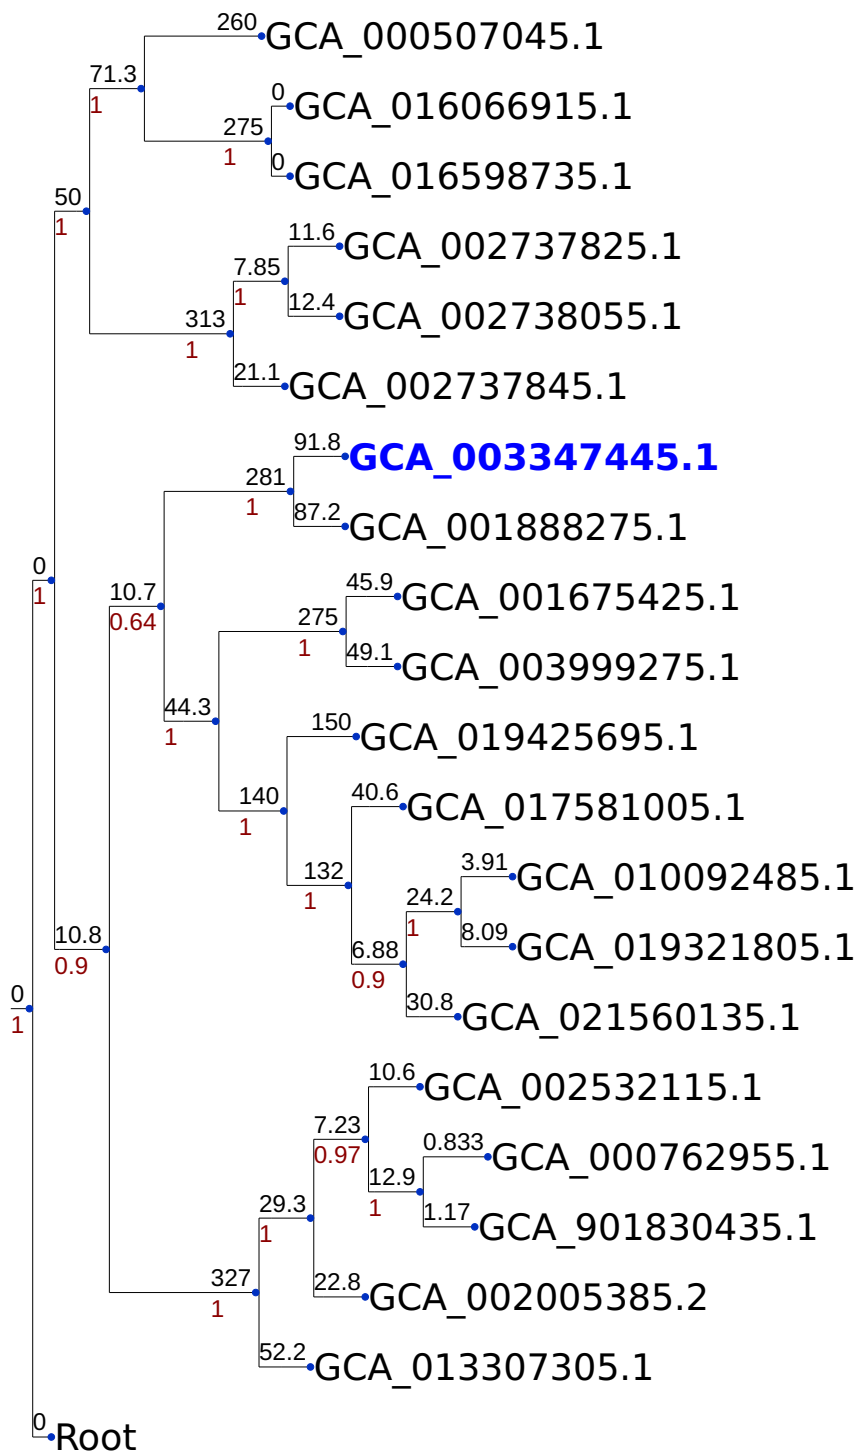 260 GCA_000507045.1
71.3
1
0 GCA_016066915.1
275
1
0 GCA_016598735.1
50
1
11.6 GCA_002737825.1
7.85
1
12.4 GCA_002738055.1
313
1
21.1 GCA_002737845.1
91.8 GCA_003347445.1
281
1
87.2 GCA_001888275.1
0
1
45.9 GCA_001675425.1
10.7
0.64
275
1
49.1 GCA_003999275.1
44.3
1
150 GCA_019425695.1
140
1
40.6 GCA_017581005.1
132
1
3.91 GCA_010092485.1
24.2
1
8.09 GCA_019321805.1
10.8
0.9
6.88
0.9
30.8 GCA_021560135.1
0
1
10.6 GCA_002532115.1
7.23
0.97
0.833 GCA_000762955.1
12.9
1
1.17 GCA_901830435.1
29.3
1
22.8 GCA_002005385.2
327
1
52.2 GCA_013307305.1
0 Root